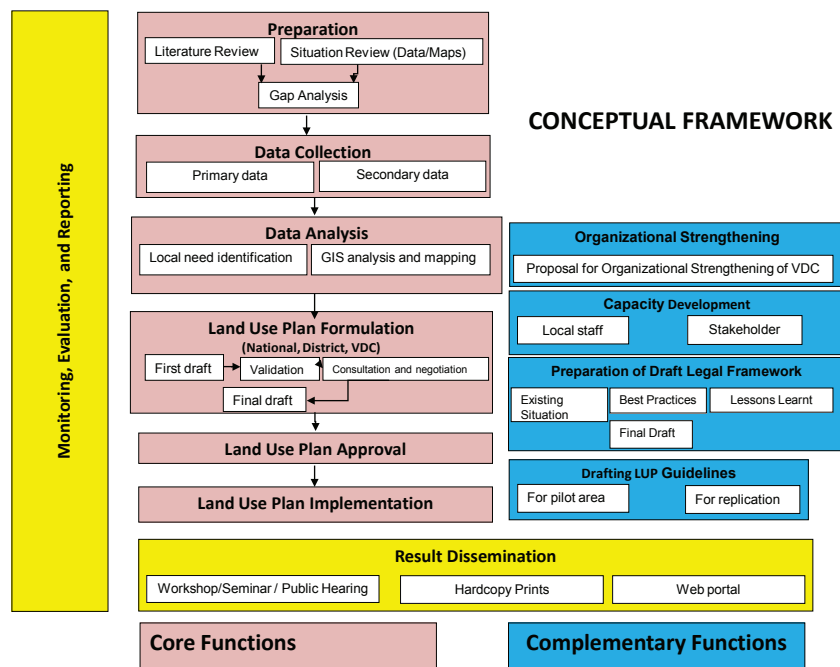 Monitoring, Evaluation, and Reporting
Preparation
Literature Review
Situation Review (Data/Maps)
Gap Analysis
CONCEPTUAL FRAMEWORK
Data Collection
Primary data
Secondary data
Data Analysis
Local need identification
GIS analysis and mapping
Land Use Plan Formulation
(National, District, VDC)
First draft
Validation
Consultation and negotiation
Final draft
Land Use Plan Approval
Land Use Plan Implementation
Organizational Strengthening
Proposal for Organizational Strengthening of VDC
Capacity Development
Local staff
Stakeholder
Preparation of Draft Legal Framework
Existing
Situation
Best Practices
Lessons Learnt
Final Draft
Drafting LUP Guidelines
For pilot area
For replication
Result Dissemination
Workshop/Seminar / Public Hearing
Hardcopy Prints
Web portal
Core Functions
Complementary Functions